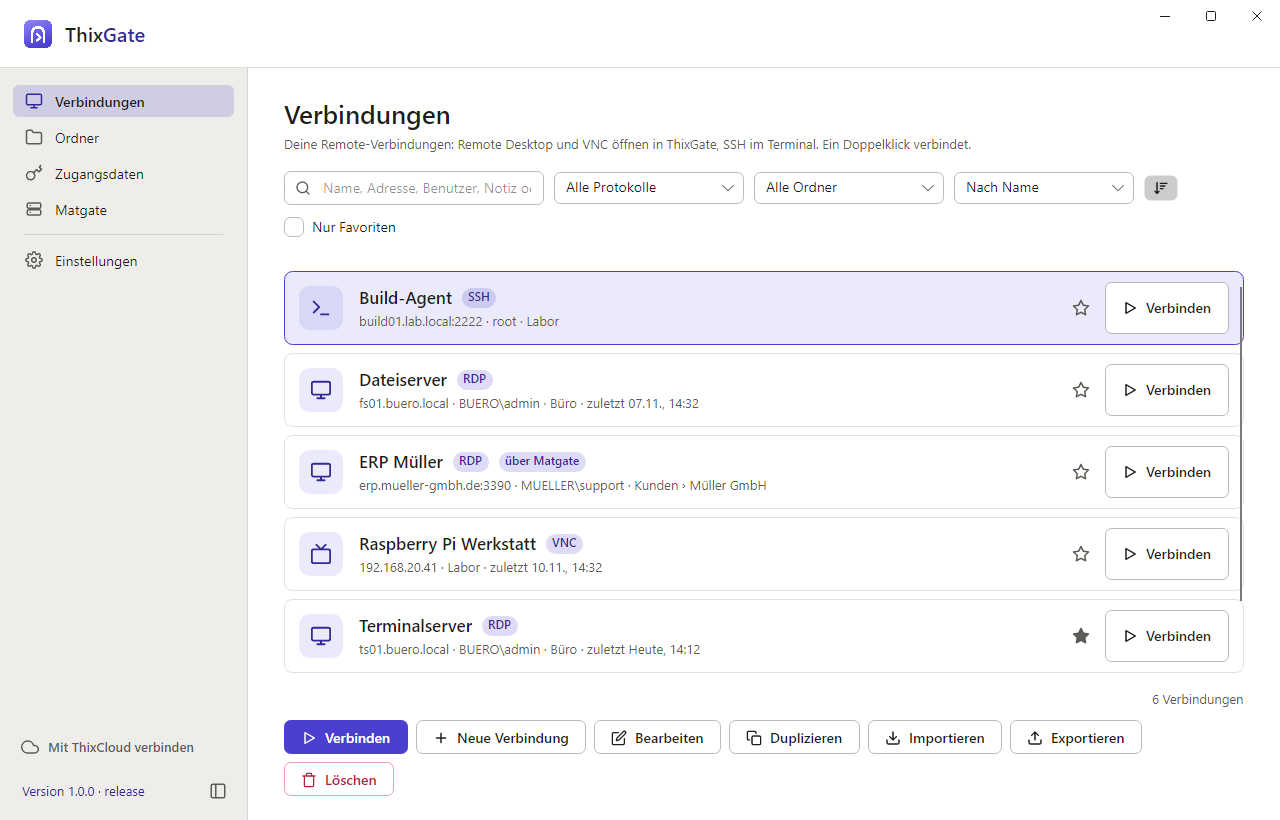 ThixGate
Verbindungen
Ordner
Zugangsdaten
Matgate
Einstellungen
Mit ThixCloud verbinden
Version 1.0.0 · release
Verbindungen
Deine Remote-Verbindungen: Remote Desktop und VNC öffnen in ThixGate, SSH im Terminal. Ein Doppelklick verbindet.
Name, Adresse, Benutzer, Notiz o
Alle Protokolle
Alle Ordner
Nach Name
Nur Favoriten
Build-Agent SSH
build01.lab.local:2222 · root · Labor
Verbinden
Dateiserver RDP
fs01.buero.local · BUERO\admin · Büro · zuletzt 07.11., 14:32
Verbinden
ERP Müller RDP über Matgate
erp.mueller-gmbh.de:3390 · MUELLER\support · Kunden › Müller GmbH
Verbinden
Raspberry Pi Werkstatt VNC
192.168.20.41 · Labor · zuletzt 10.11., 14:32
Verbinden
Terminalserver RDP
ts01.buero.local · BUERO\admin · Büro · zuletzt Heute, 14:12
Verbinden
6 Verbindungen
Verbinden
Neue Verbindung
Bearbeiten
Duplizieren
Importieren
Exportieren
Löschen